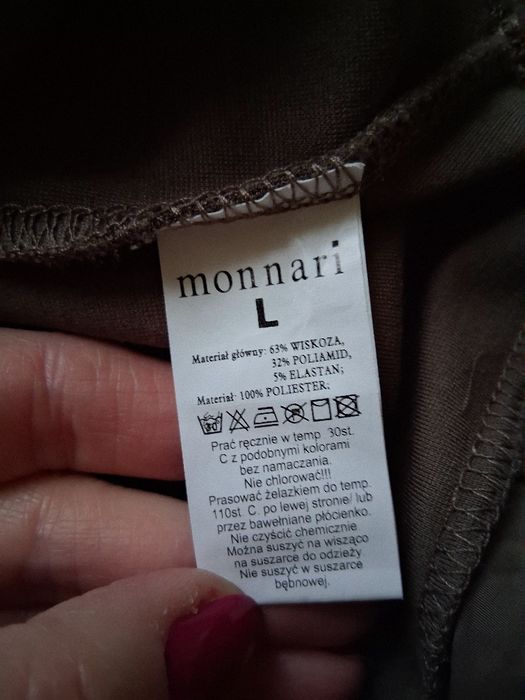 monnari
L
Materiał główny: 63% WISKOZA,
32% POLIAMID,
5% ELASTAN;
Materiał: 100% POLIESTER;
30
Prać ręcznie w temp 30st.
C z podobnymi kolorami
bez namaczania.
Nie chlorować!!!
Prasować żelazkiem do temp.
110st. C. po lewej stronie/ lub
przez bawełniane płócienko.
Nie czyścić chemicznie
Można suszyć na wisząco
na suszarce do odzieży
Nie suszyć w suszarce
bębnowej.